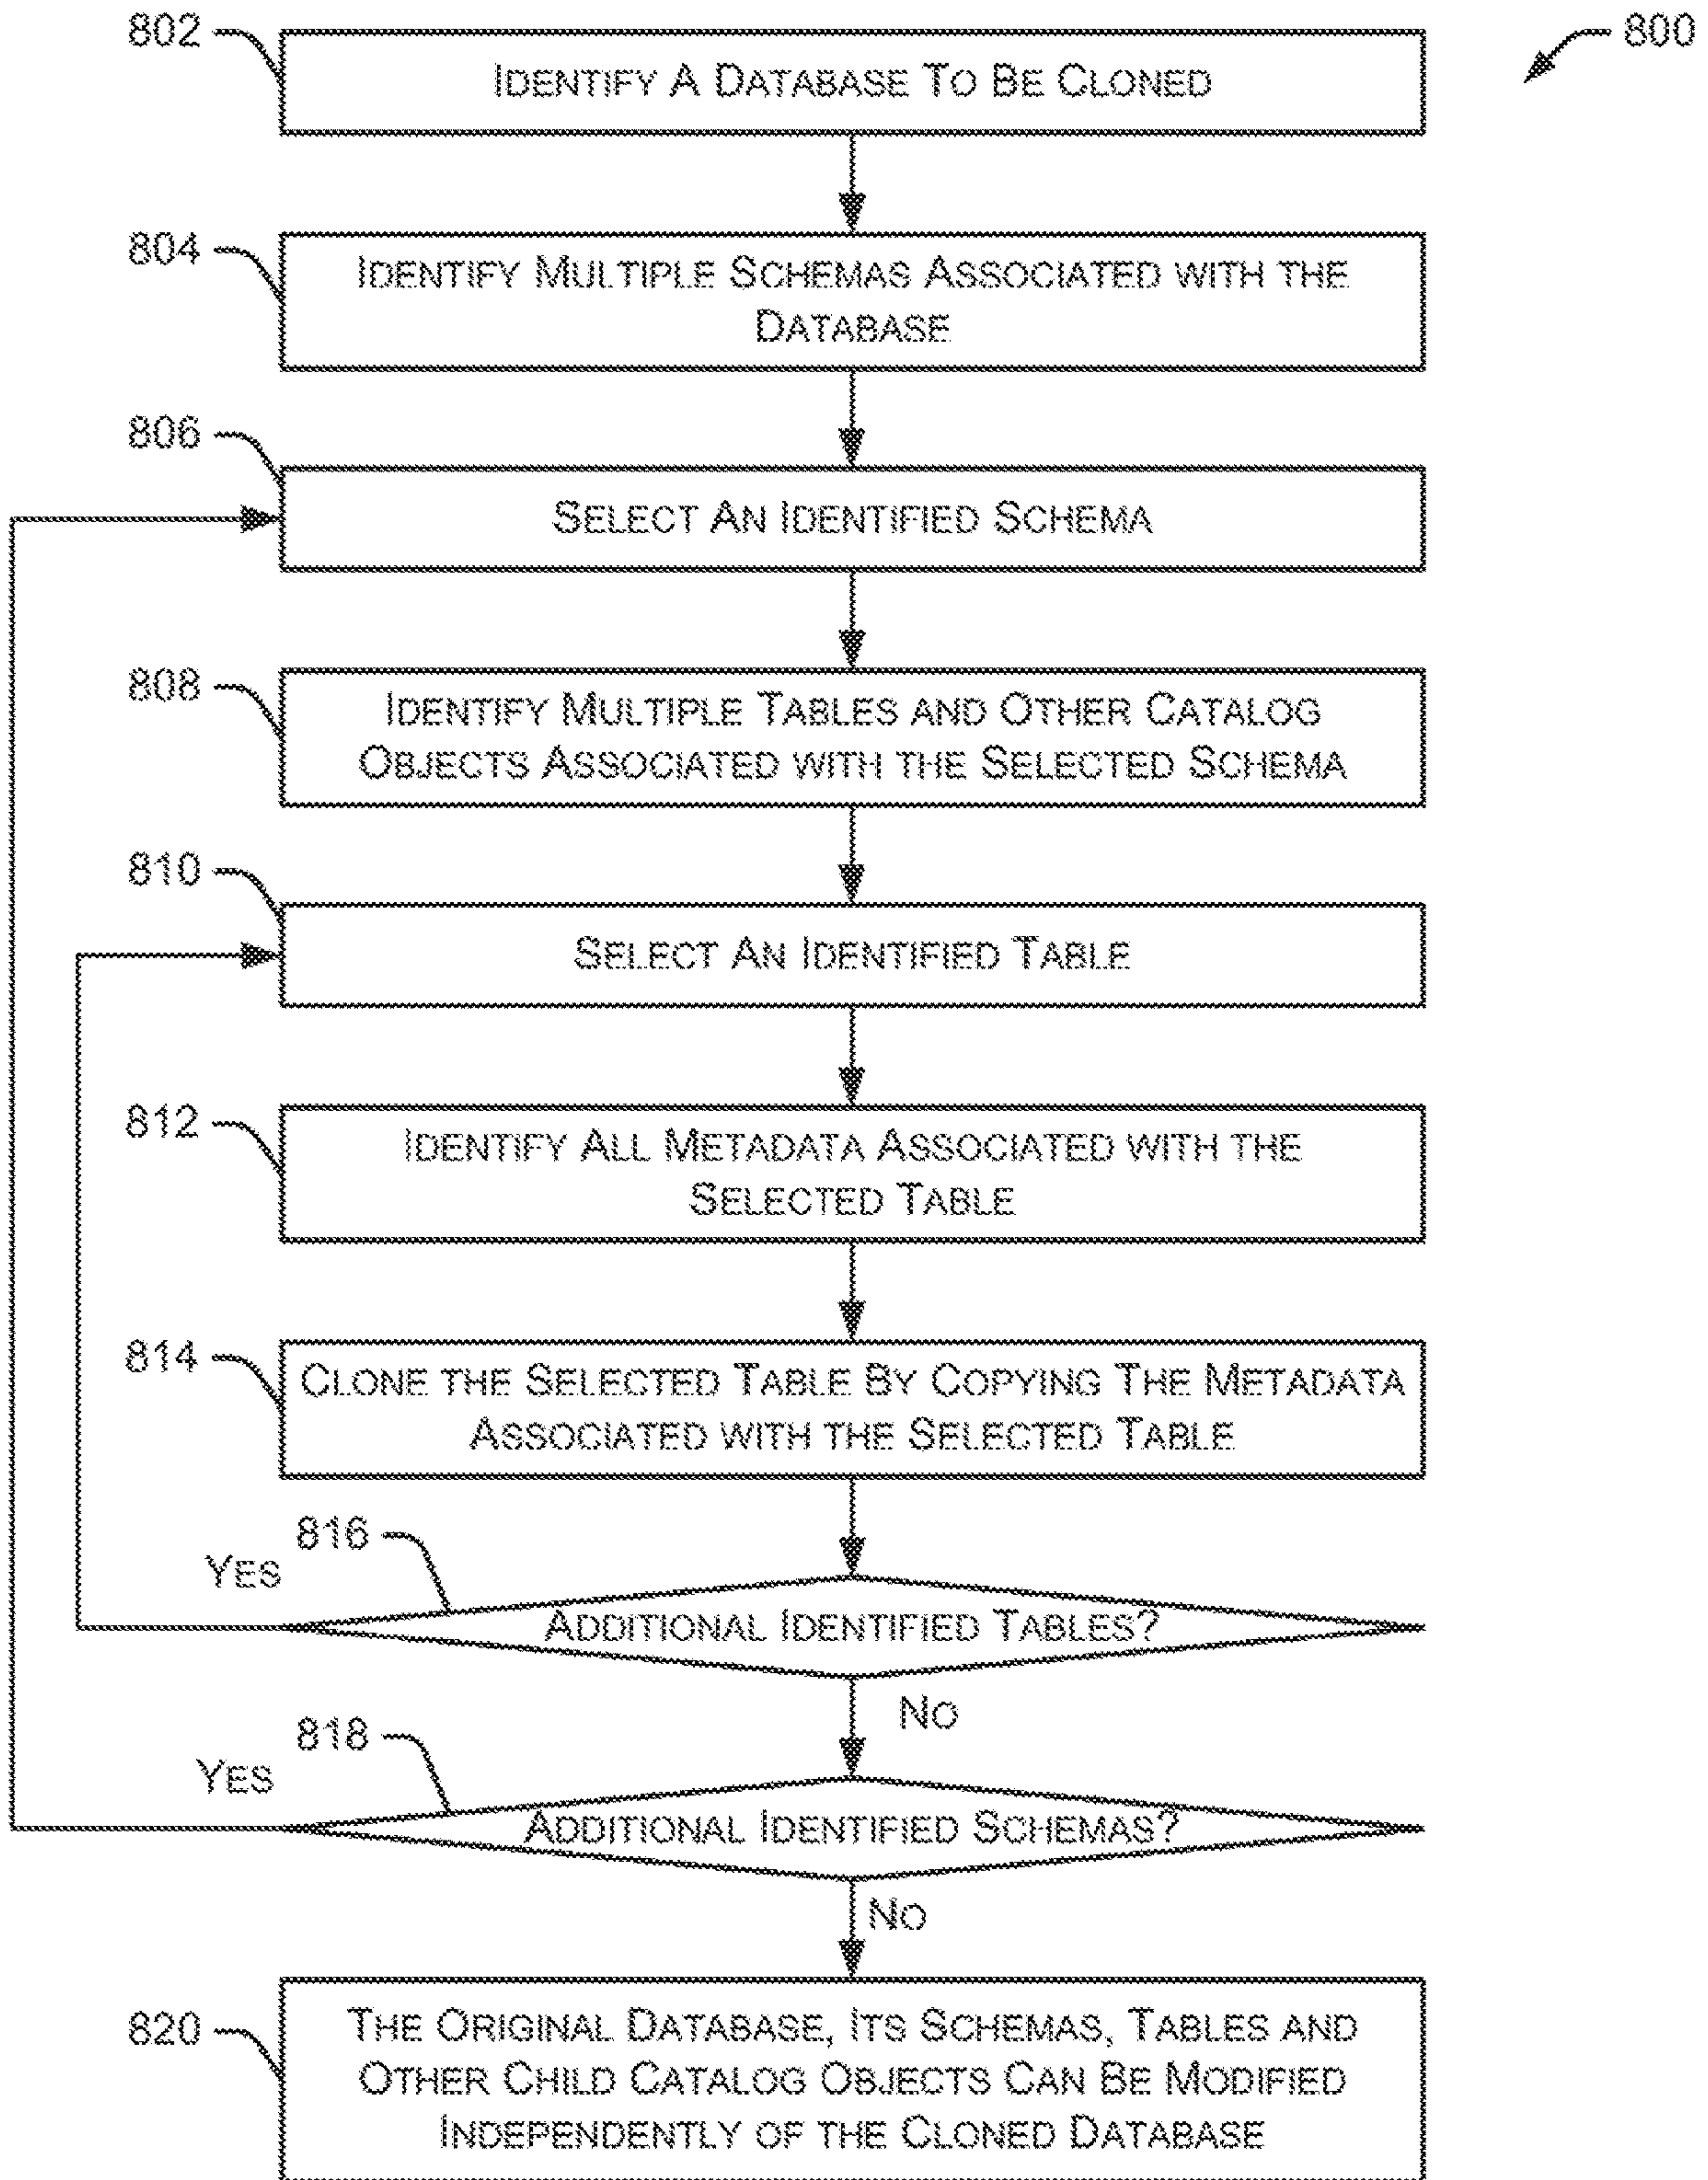 802
800
IDENTIFY A DATABASE TO BE CLONED
804
IDENTIFY MULTIPLE SCHEMAS ASSOCIATED WITH THE
DATABASE
806
SELECT AN IDENTIFIED SCHEMA
808
IDENTIFY MULTIPLE TABLES AND OTHER CATALOG
OBJECTS ASSOCIATED WITH THE SELECTED SCHEMA
810
SELECT AN IDENTIFIED TABLE
812
IDENTIFY ALL METADATA ASSOCIATED WITH THE
SELECTED TABLE
814
CLONE THE SELECTED TABLE BY COPYING THE METADATA
ASSOCIATED WITH THE SELECTED TABLE
816
YES
ADDITIONAL IDENTIFIED TABLES?
NO
818
YES
ADDITIONAL IDENTIFIED SCHEMAS?
NO
820
THE ORIGINAL DATABASE, ITS SCHEMAS, TABLES AND
OTHER CHILD CATALOG OBJECTS CAN BE MODIFIED
INDEPENDENTLY OF THE CLONED DATABASE